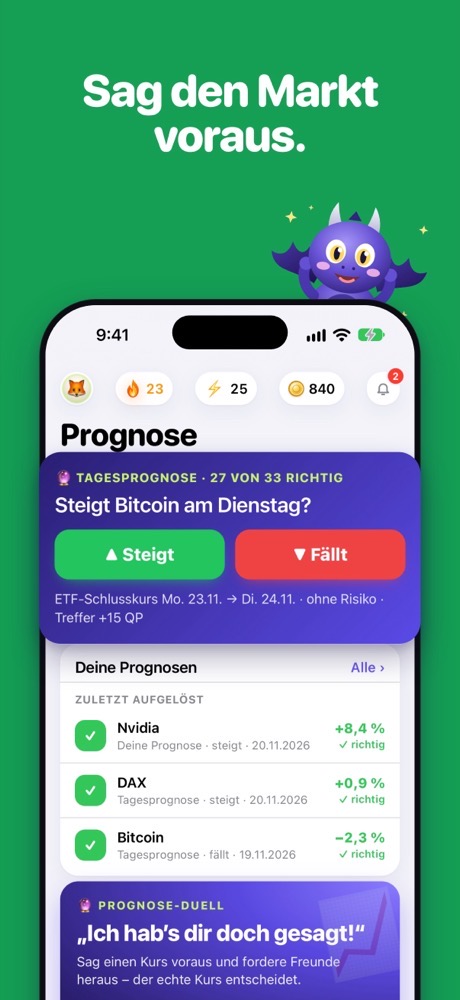 Sag den Markt
voraus.
9:41
23
25
840
2
Prognose
TAGESPROGNOSE · 27 VON 33 RICHTIG
Steigt Bitcoin am Dienstag?
▲ Steigt
▼ Fällt
ETF-Schlusskurs Mo. 23.11. → Di. 24.11. · ohne Risiko ·
Treffer +15 QP
Deine Prognosen
Alle ›
ZULETZT AUFGELÖST
Nvidia
+8,4 %
Deine Prognose · steigt · 20.11.2026
✓ richtig
DAX
+0,9 %
Tagesprognose · steigt · 20.11.2026
✓ richtig
Bitcoin
−2,3 %
Tagesprognose · fällt · 19.11.2026
✓ richtig
PROGNOSE-DUELL
„Ich hab’s dir doch gesagt!“
Sag einen Kurs voraus und fordere Freunde
heraus – der echte Kurs entscheidet.